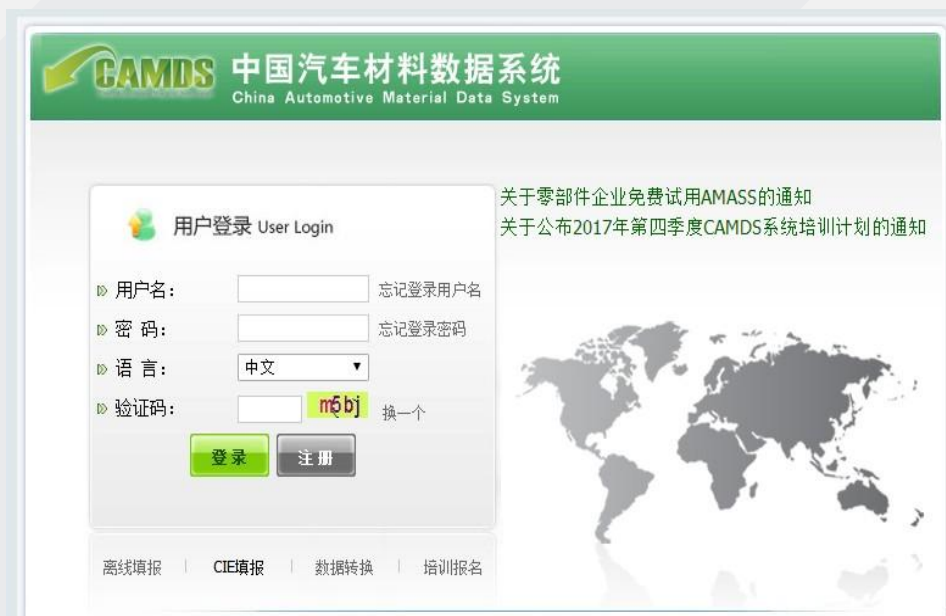 CAMDS 中国汽车材料数据系统
China Automotive Material Data System
用户登录 User Login
用户名： 忘记登录用户名
密 码： 忘记登录密码
语 言： 中文
验证码： m5bj 换一个
登录 注册
离线填报 | CIE填报 | 数据转换 | 培训报名
关于零部件企业免费试用AMASS的通知
关于公布2017年第四季度CAMDS系统培训计划的通知